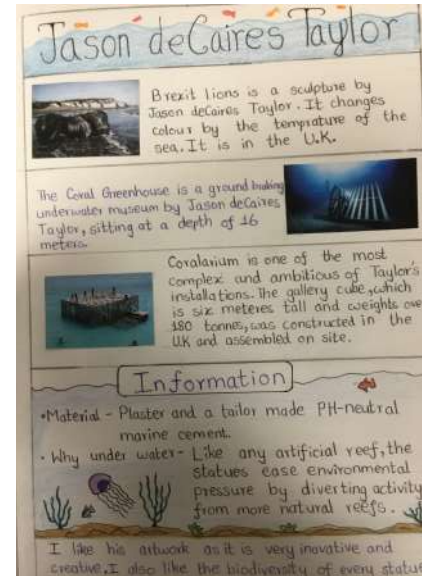 Jason deCaires Taylor
Brexit lions is a sculpture by
Jason deCaires Taylor. It changes
colour by the temprature of the
sea. It is in the U.K.
The Coral Greenhouse is a ground braking
underwater museum by Jason deCaires
Taylor, sitting at a depth of 16
meters.
Coralarium is one of the most
complex and ambitious of Taylor's
installations. The gallery cube, which
is six meteres tall and weights over
180 tonnes, was constructed in the
U.K and assembled on site.
Information
•Material - Plaster and a tailor made PH-neutral
marine cement.
• Why under water - Like any artificial reef, the
statues ease environmental
pressure by diverting activity
from more natural reefs.
I like his artwork as it is very inovative and
creative. I also like the biodiversity of every statue